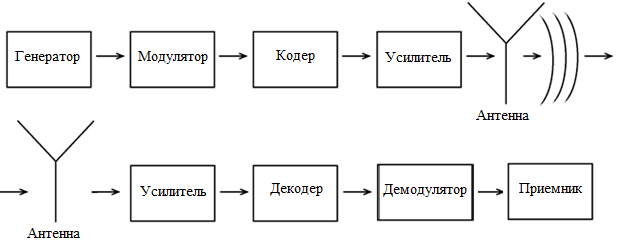 Генератор
Модулятор
Кодер
Усилитель
Антенна
Антенна
Усилитель
Декодер
Демодулятор
Приемник